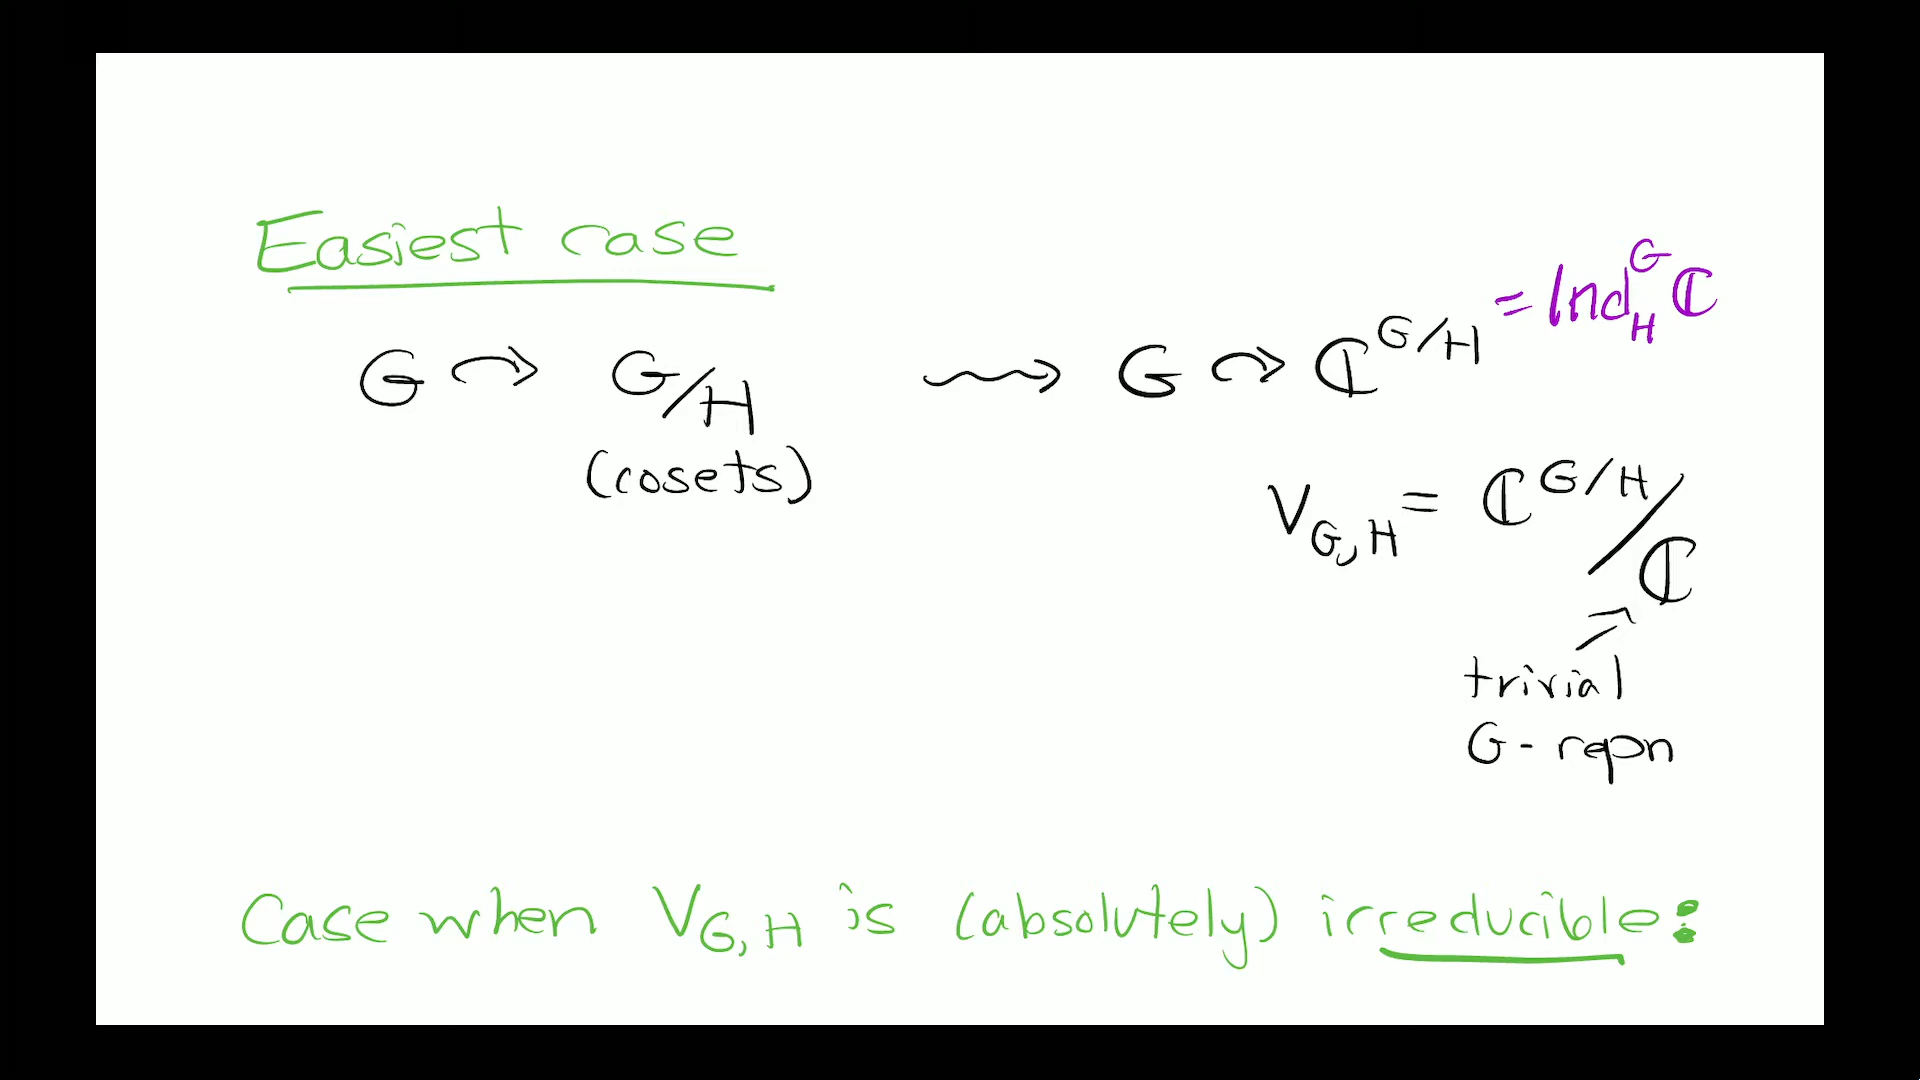 Easiest case
G ↷ G/H ⇝ G ↷ ℂ^{G/H} = Ind_H^G ℂ
(cosets)
V_{G,H} = ℂ^{G/H}/ℂ
trivial
G-repn
Case when V_{G,H} is (absolutely) irreducible: